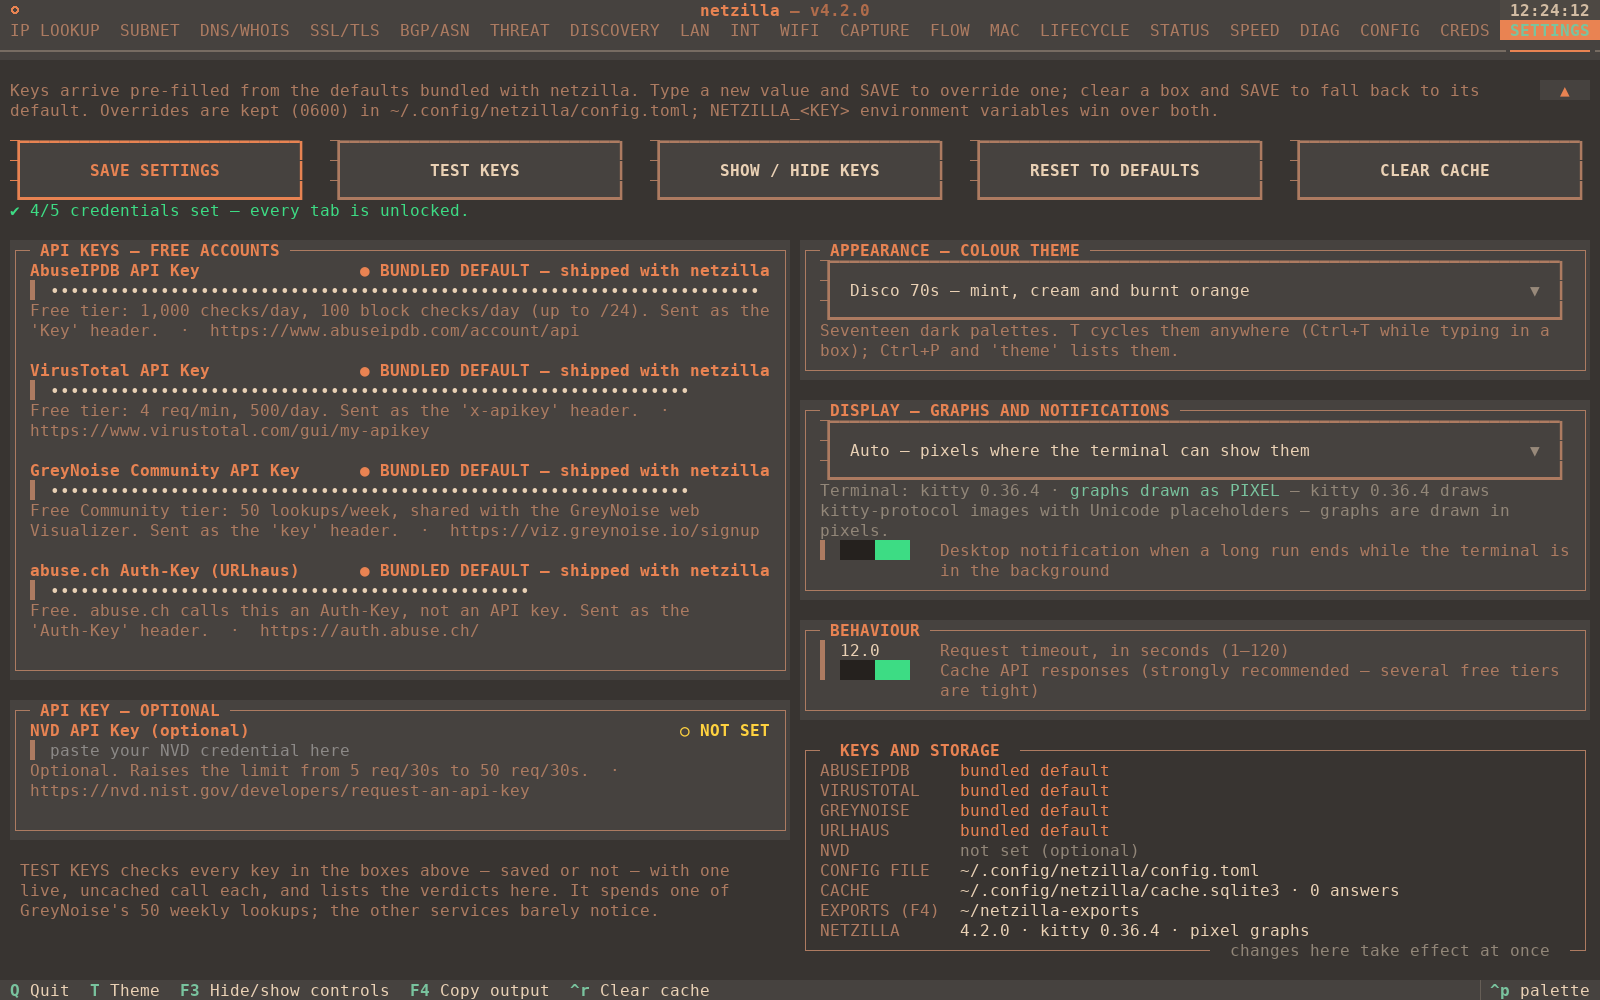 netzilla — v4.2.0
12:24:12
IP LOOKUP SUBNET DNS/WHOIS SSL/TLS BGP/ASN THREAT DISCOVERY LAN INT WIFI CAPTURE FLOW MAC LIFECYCLE STATUS SPEED DIAG CONFIG CREDS SETTINGS
Keys arrive pre-filled from the defaults bundled with netzilla. Type a new value and SAVE to override one; clear a box and SAVE to fall back to its
default. Overrides are kept (0600) in ~/.config/netzilla/config.toml; NETZILLA_<KEY> environment variables win over both.
▲
SAVE SETTINGS
TEST KEYS
SHOW / HIDE KEYS
RESET TO DEFAULTS
CLEAR CACHE
✔ 4/5 credentials set — every tab is unlocked.
API KEYS — FREE ACCOUNTS
AbuseIPDB API Key ● BUNDLED DEFAULT — shipped with netzilla
Free tier: 1,000 checks/day, 100 block checks/day (up to /24). Sent as the
'Key' header. · https://www.abuseipdb.com/account/api
VirusTotal API Key ● BUNDLED DEFAULT — shipped with netzilla
Free tier: 4 req/min, 500/day. Sent as the 'x-apikey' header. ·
https://www.virustotal.com/gui/my-apikey
GreyNoise Community API Key ● BUNDLED DEFAULT — shipped with netzilla
Free Community tier: 50 lookups/week, shared with the GreyNoise web
Visualizer. Sent as the 'key' header. · https://viz.greynoise.io/signup
abuse.ch Auth-Key (URLhaus) ● BUNDLED DEFAULT — shipped with netzilla
Free. abuse.ch calls this an Auth-Key, not an API key. Sent as the
'Auth-Key' header. · https://auth.abuse.ch/
API KEY — OPTIONAL
NVD API Key (optional) ○ NOT SET
paste your NVD credential here
Optional. Raises the limit from 5 req/30s to 50 req/30s. ·
https://nvd.nist.gov/developers/request-an-api-key
TEST KEYS checks every key in the boxes above — saved or not — with one
live, uncached call each, and lists the verdicts here. It spends one of
GreyNoise's 50 weekly lookups; the other services barely notice.
APPEARANCE — COLOUR THEME
Disco 70s — mint, cream and burnt orange ▼
Seventeen dark palettes. T cycles them anywhere (Ctrl+T while typing in a
box); Ctrl+P and 'theme' lists them.
DISPLAY — GRAPHS AND NOTIFICATIONS
Auto — pixels where the terminal can show them ▼
Terminal: kitty 0.36.4 · graphs drawn as PIXEL — kitty 0.36.4 draws
kitty-protocol images with Unicode placeholders — graphs are drawn in
pixels.
Desktop notification when a long run ends while the terminal is
in the background
BEHAVIOUR
12.0 Request timeout, in seconds (1–120)
Cache API responses (strongly recommended — several free tiers
are tight)
KEYS AND STORAGE
ABUSEIPDB bundled default
VIRUSTOTAL bundled default
GREYNOISE bundled default
URLHAUS bundled default
NVD not set (optional)
CONFIG FILE ~/.config/netzilla/config.toml
CACHE ~/.config/netzilla/cache.sqlite3 · 0 answers
EXPORTS (F4) ~/netzilla-exports
NETZILLA 4.2.0 · kitty 0.36.4 · pixel graphs
changes here take effect at once
Q Quit T Theme F3 Hide/show controls F4 Copy output ^r Clear cache ^p palette